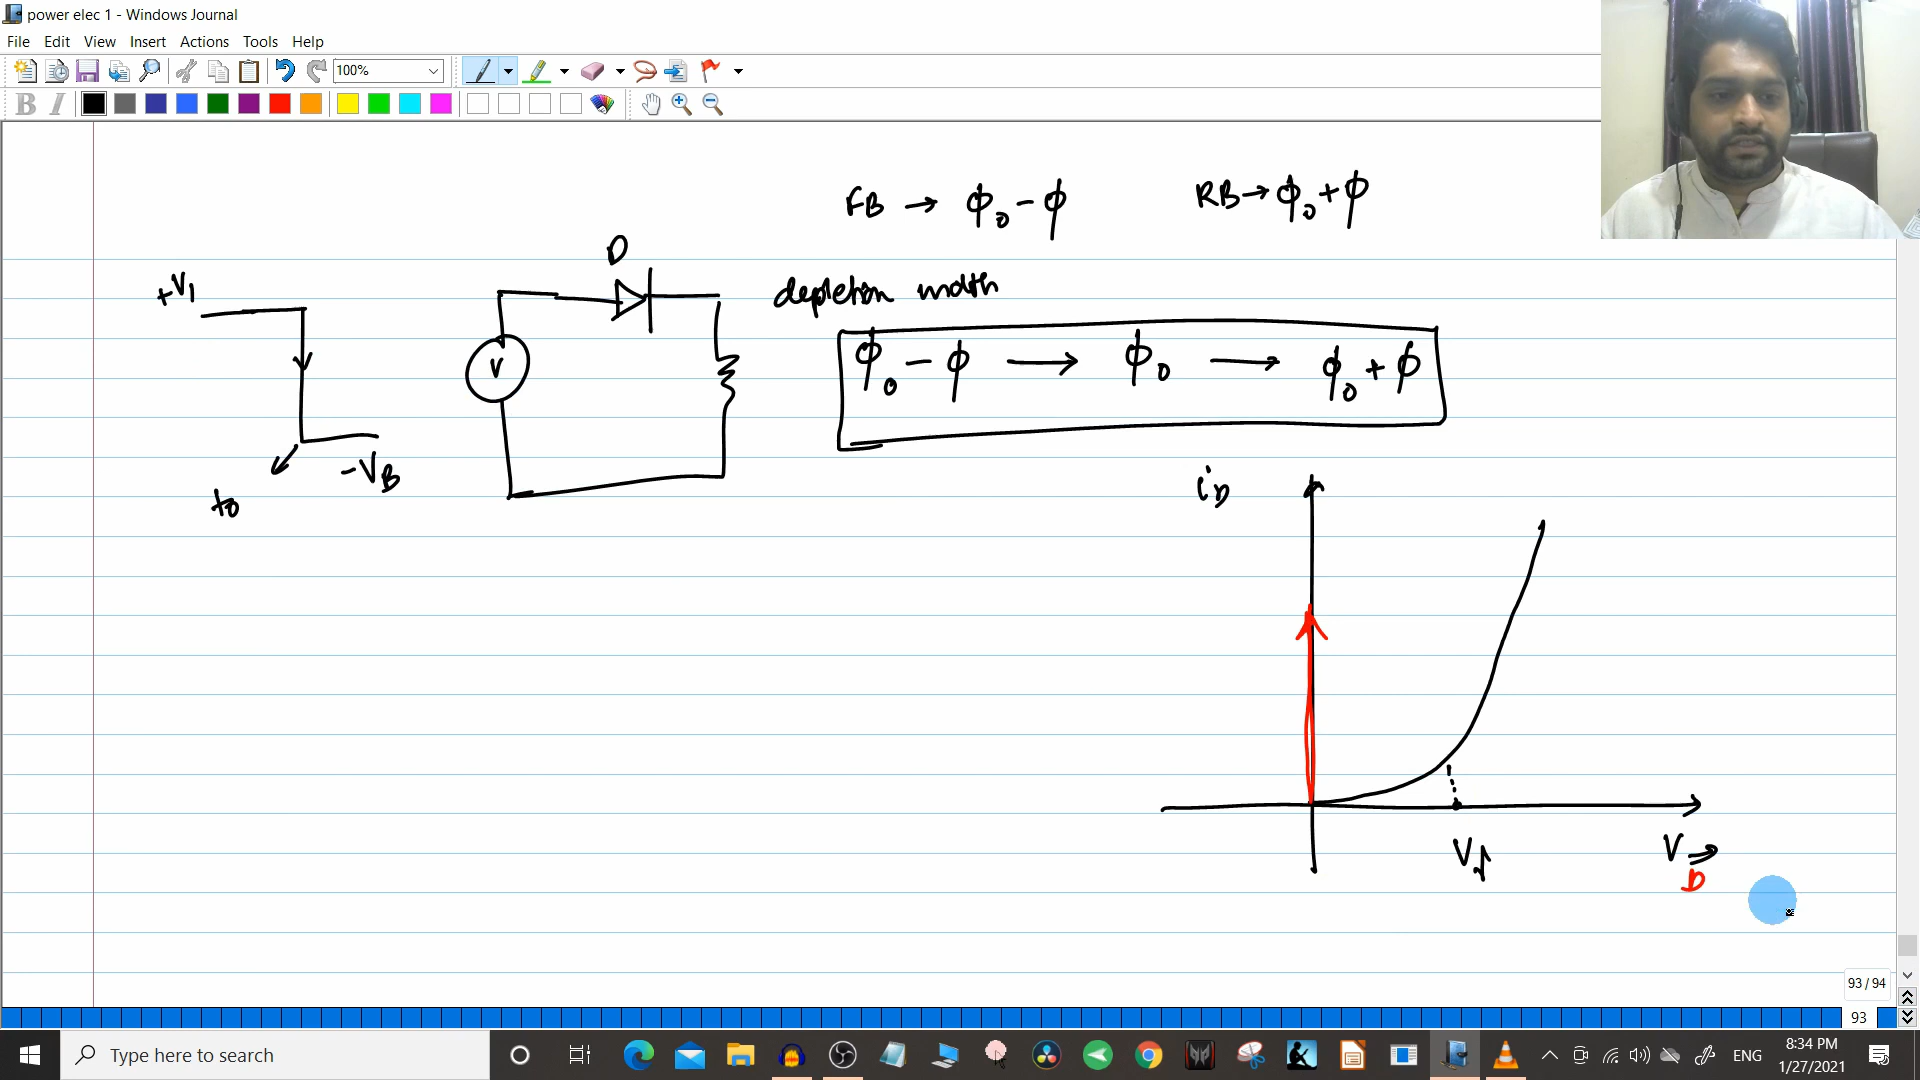 power elec 1 - Windows Journal
File Edit View Insert Actions Tools Help
100%
B I
FB → ϕ₀ - ϕ
RB → ϕ₀ + ϕ
+V₁
D
V
-V_B
t₀
depletion width
ϕ₀ - ϕ → ϕ₀ → ϕ₀ + ϕ
i_D
V_f
V_D
93 / 94
93
Type here to search
ENG
8:34 PM
1/27/2021